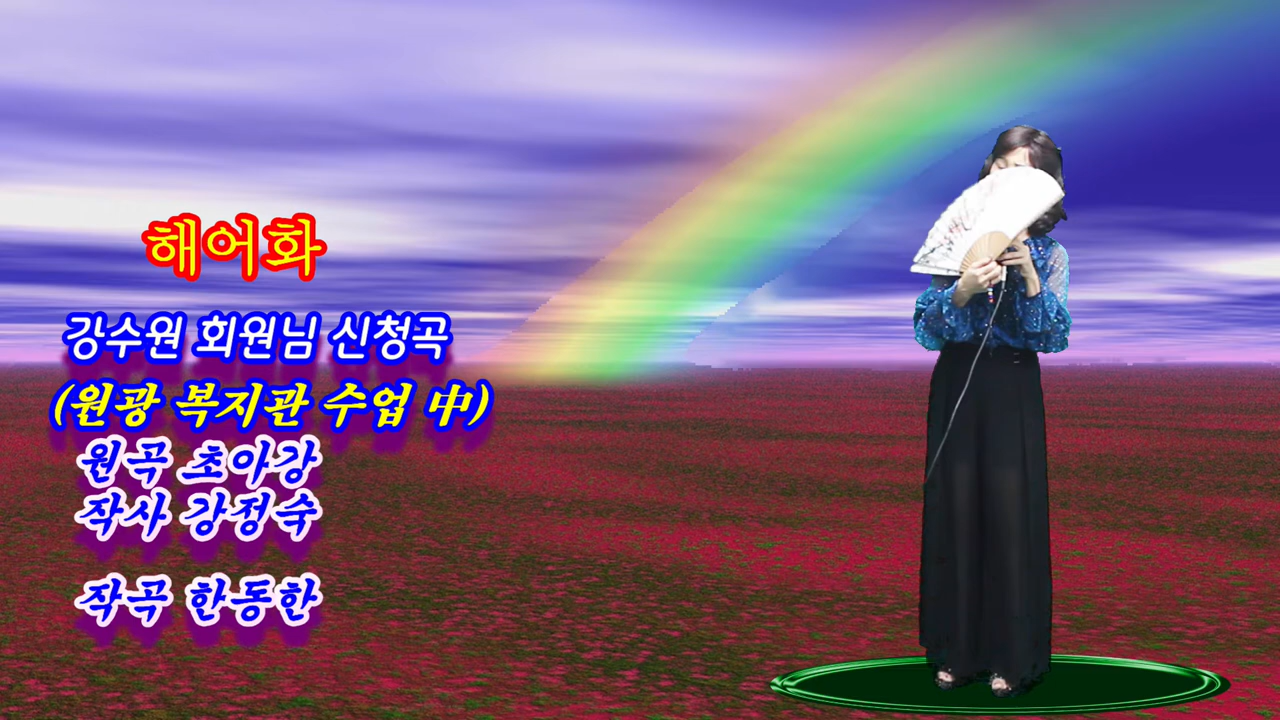 해어화
강수원 회원님 신청곡
(원광 복지관 수업 中)
원곡 초아강
작사 강정숙
작곡 한동한